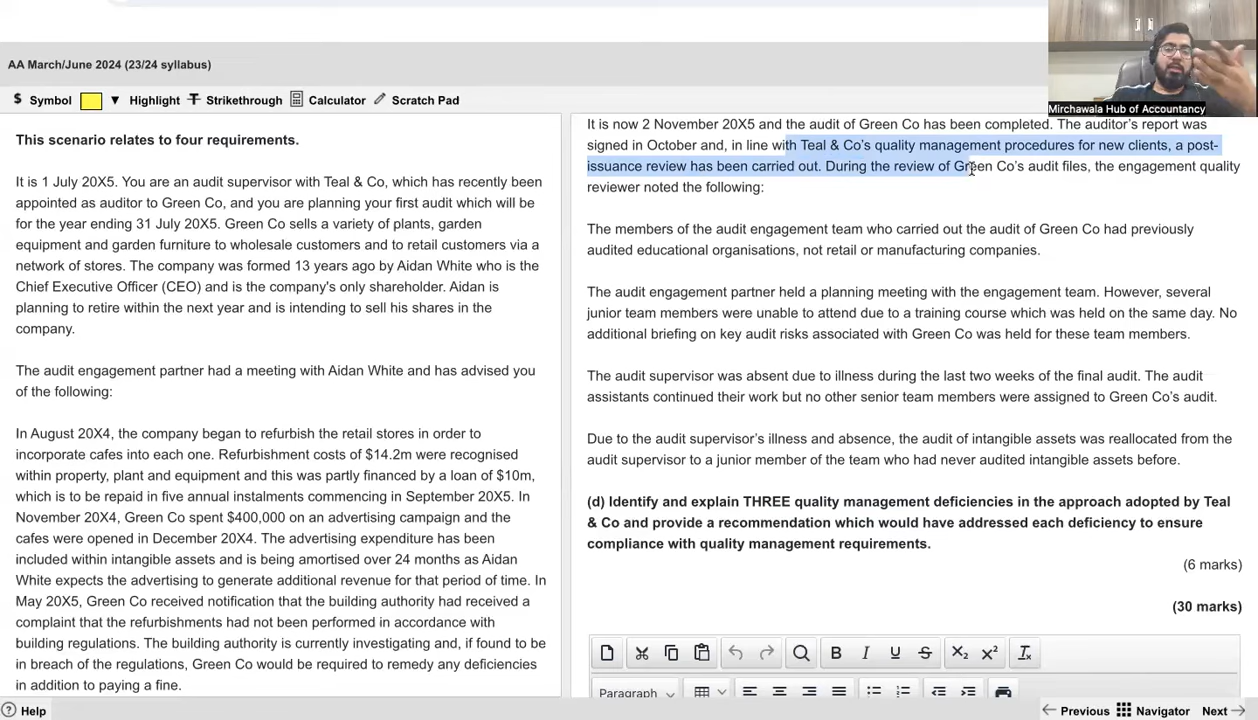 AA March/June 2024 (23/24 syllabus)
Mirchawala Hub of Accountancy
$ Symbol ▼ Highlight T Strikethrough Calculator Scratch Pad
This scenario relates to four requirements.
It is 1 July 20X5. You are an audit supervisor with Teal & Co, which has recently been
appointed as auditor to Green Co, and you are planning your first audit which will be
for the year ending 31 July 20X5. Green Co sells a variety of plants, garden
equipment and garden furniture to wholesale customers and to retail customers via a
network of stores. The company was formed 13 years ago by Aidan White who is the
Chief Executive Officer (CEO) and is the company's only shareholder. Aidan is
planning to retire within the next year and is intending to sell his shares in the
company.
The audit engagement partner had a meeting with Aidan White and has advised you
of the following:
In August 20X4, the company began to refurbish the retail stores in order to
incorporate cafes into each one. Refurbishment costs of $14.2m were recognised
within property, plant and equipment and this was partly financed by a loan of $10m,
which is to be repaid in five annual instalments commencing in September 20X5. In
November 20X4, Green Co spent $400,000 on an advertising campaign and the
cafes were opened in December 20X4. The advertising expenditure has been
included within intangible assets and is being amortised over 24 months as Aidan
White expects the advertising to generate additional revenue for that period of time. In
May 20X5, Green Co received notification that the building authority had received a
complaint that the refurbishments had not been performed in accordance with
building regulations. The building authority is currently investigating and, if found to be
in breach of the regulations, Green Co would be required to remedy any deficiencies
in addition to paying a fine.
It is now 2 November 20X5 and the audit of Green Co has been completed. The auditor's report was
signed in October and, in line with Teal & Co's quality management procedures for new clients, a post-
issuance review has been carried out. During the review of Green Co's audit files, the engagement quality
reviewer noted the following:
The members of the audit engagement team who carried out the audit of Green Co had previously
audited educational organisations, not retail or manufacturing companies.
The audit engagement partner held a planning meeting with the engagement team. However, several
junior team members were unable to attend due to a training course which was held on the same day. No
additional briefing on key audit risks associated with Green Co was held for these team members.
The audit supervisor was absent due to illness during the last two weeks of the final audit. The audit
assistants continued their work but no other senior team members were assigned to Green Co's audit.
Due to the audit supervisor's illness and absence, the audit of intangible assets was reallocated from the
audit supervisor to a junior member of the team who had never audited intangible assets before.
(d) Identify and explain THREE quality management deficiencies in the approach adopted by Teal
& Co and provide a recommendation which would have addressed each deficiency to ensure
compliance with quality management requirements.
(6 marks)
(30 marks)
B I U S X₂ X² Tx
Paragraph
Help
Previous Navigator Next